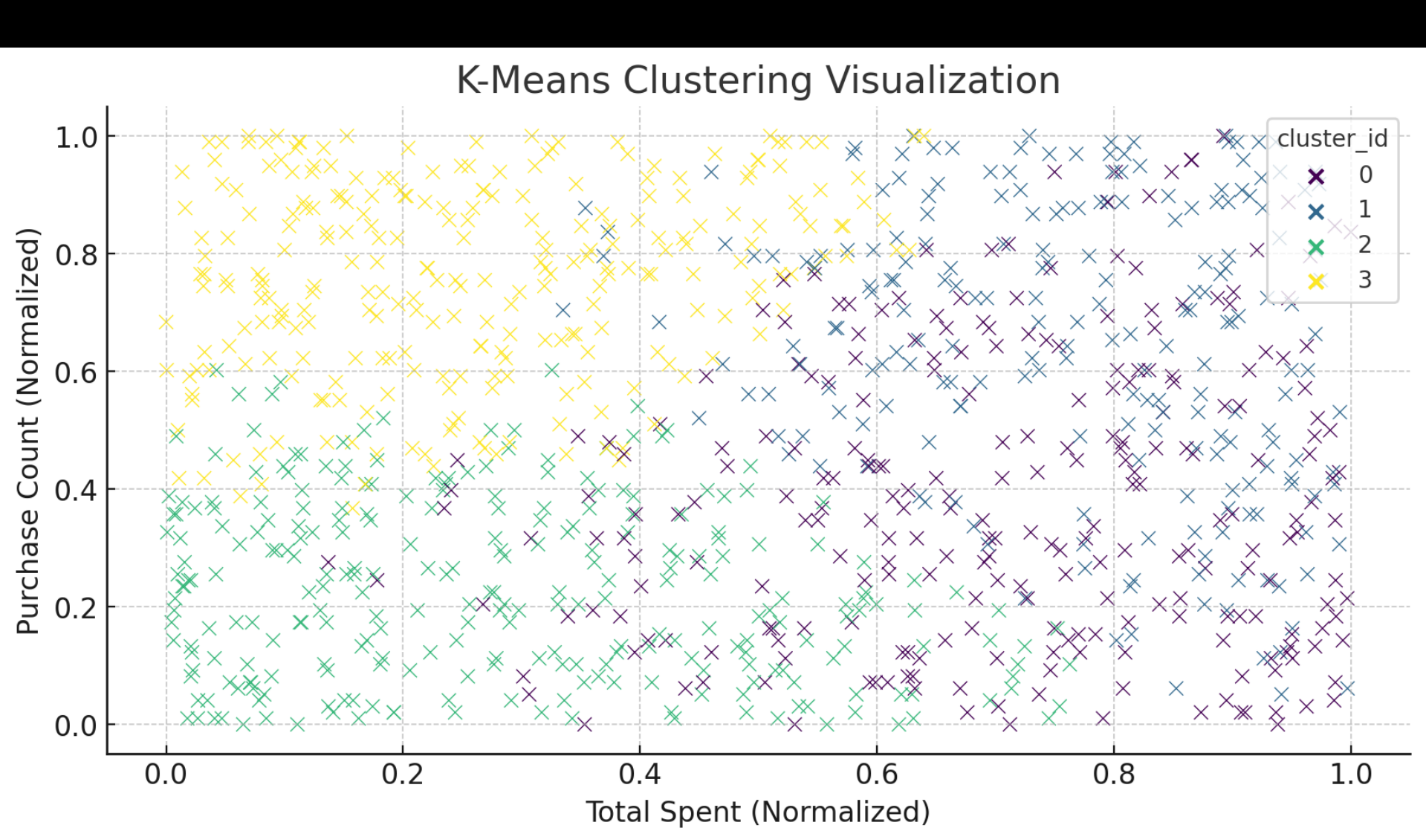 K-Means Clustering Visualization
cluster_id
0
1
2
3
1.0
0.8
0.6
0.4
0.2
0.0
Purchase Count (Normalized)
0.0 0.2 0.4 0.6 0.8 1.0
Total Spent (Normalized)